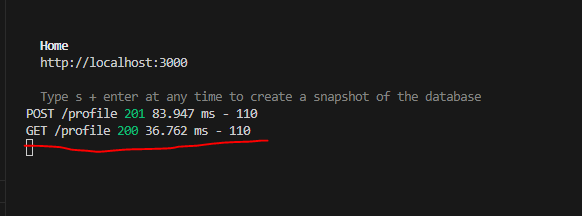 Home
http://localhost:3000
Type s + enter at any time to create a snapshot of the database
POST /profile 201 83.947 ms - 110
GET /profile 200 36.762 ms - 110